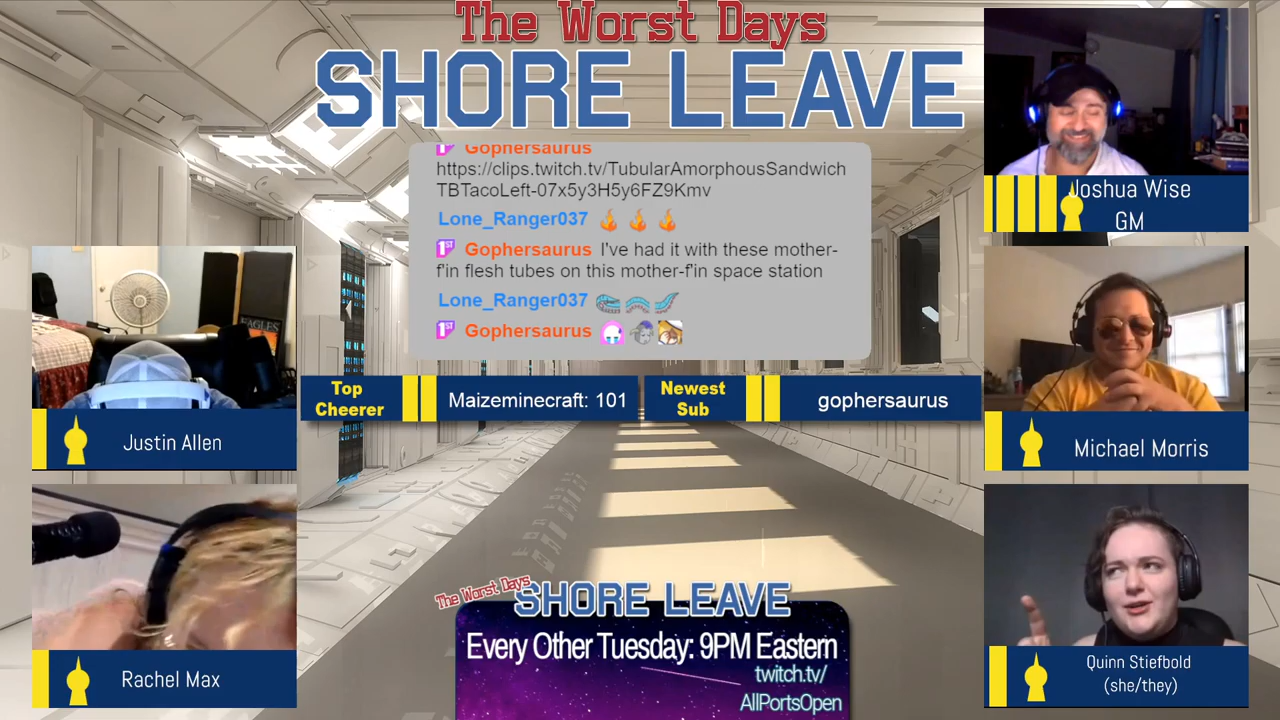 The Worst Days
SHORE LEAVE
Gophersaurus
https://clips.twitch.tv/TubularAmorphousSandwich
TBTacoLeft-07x5y3H5y6FZ9Kmv
Lone_Ranger037
1ST Gophersaurus I've had it with these mother-
f'in flesh tubes on this mother-f'in space station
Lone_Ranger037
1ST Gophersaurus
Joshua Wise
GM
EAGLES
Top
Cheerer
Maizeminecraft: 101
Newest
Sub
gophersaurus
Justin Allen
Michael Morris
Rachel Max
Quinn Stiefbold
(she/they)
The Worst Days
SHORE LEAVE
Every Other Tuesday: 9PM Eastern
twitch.tv/
AllPortsOpen